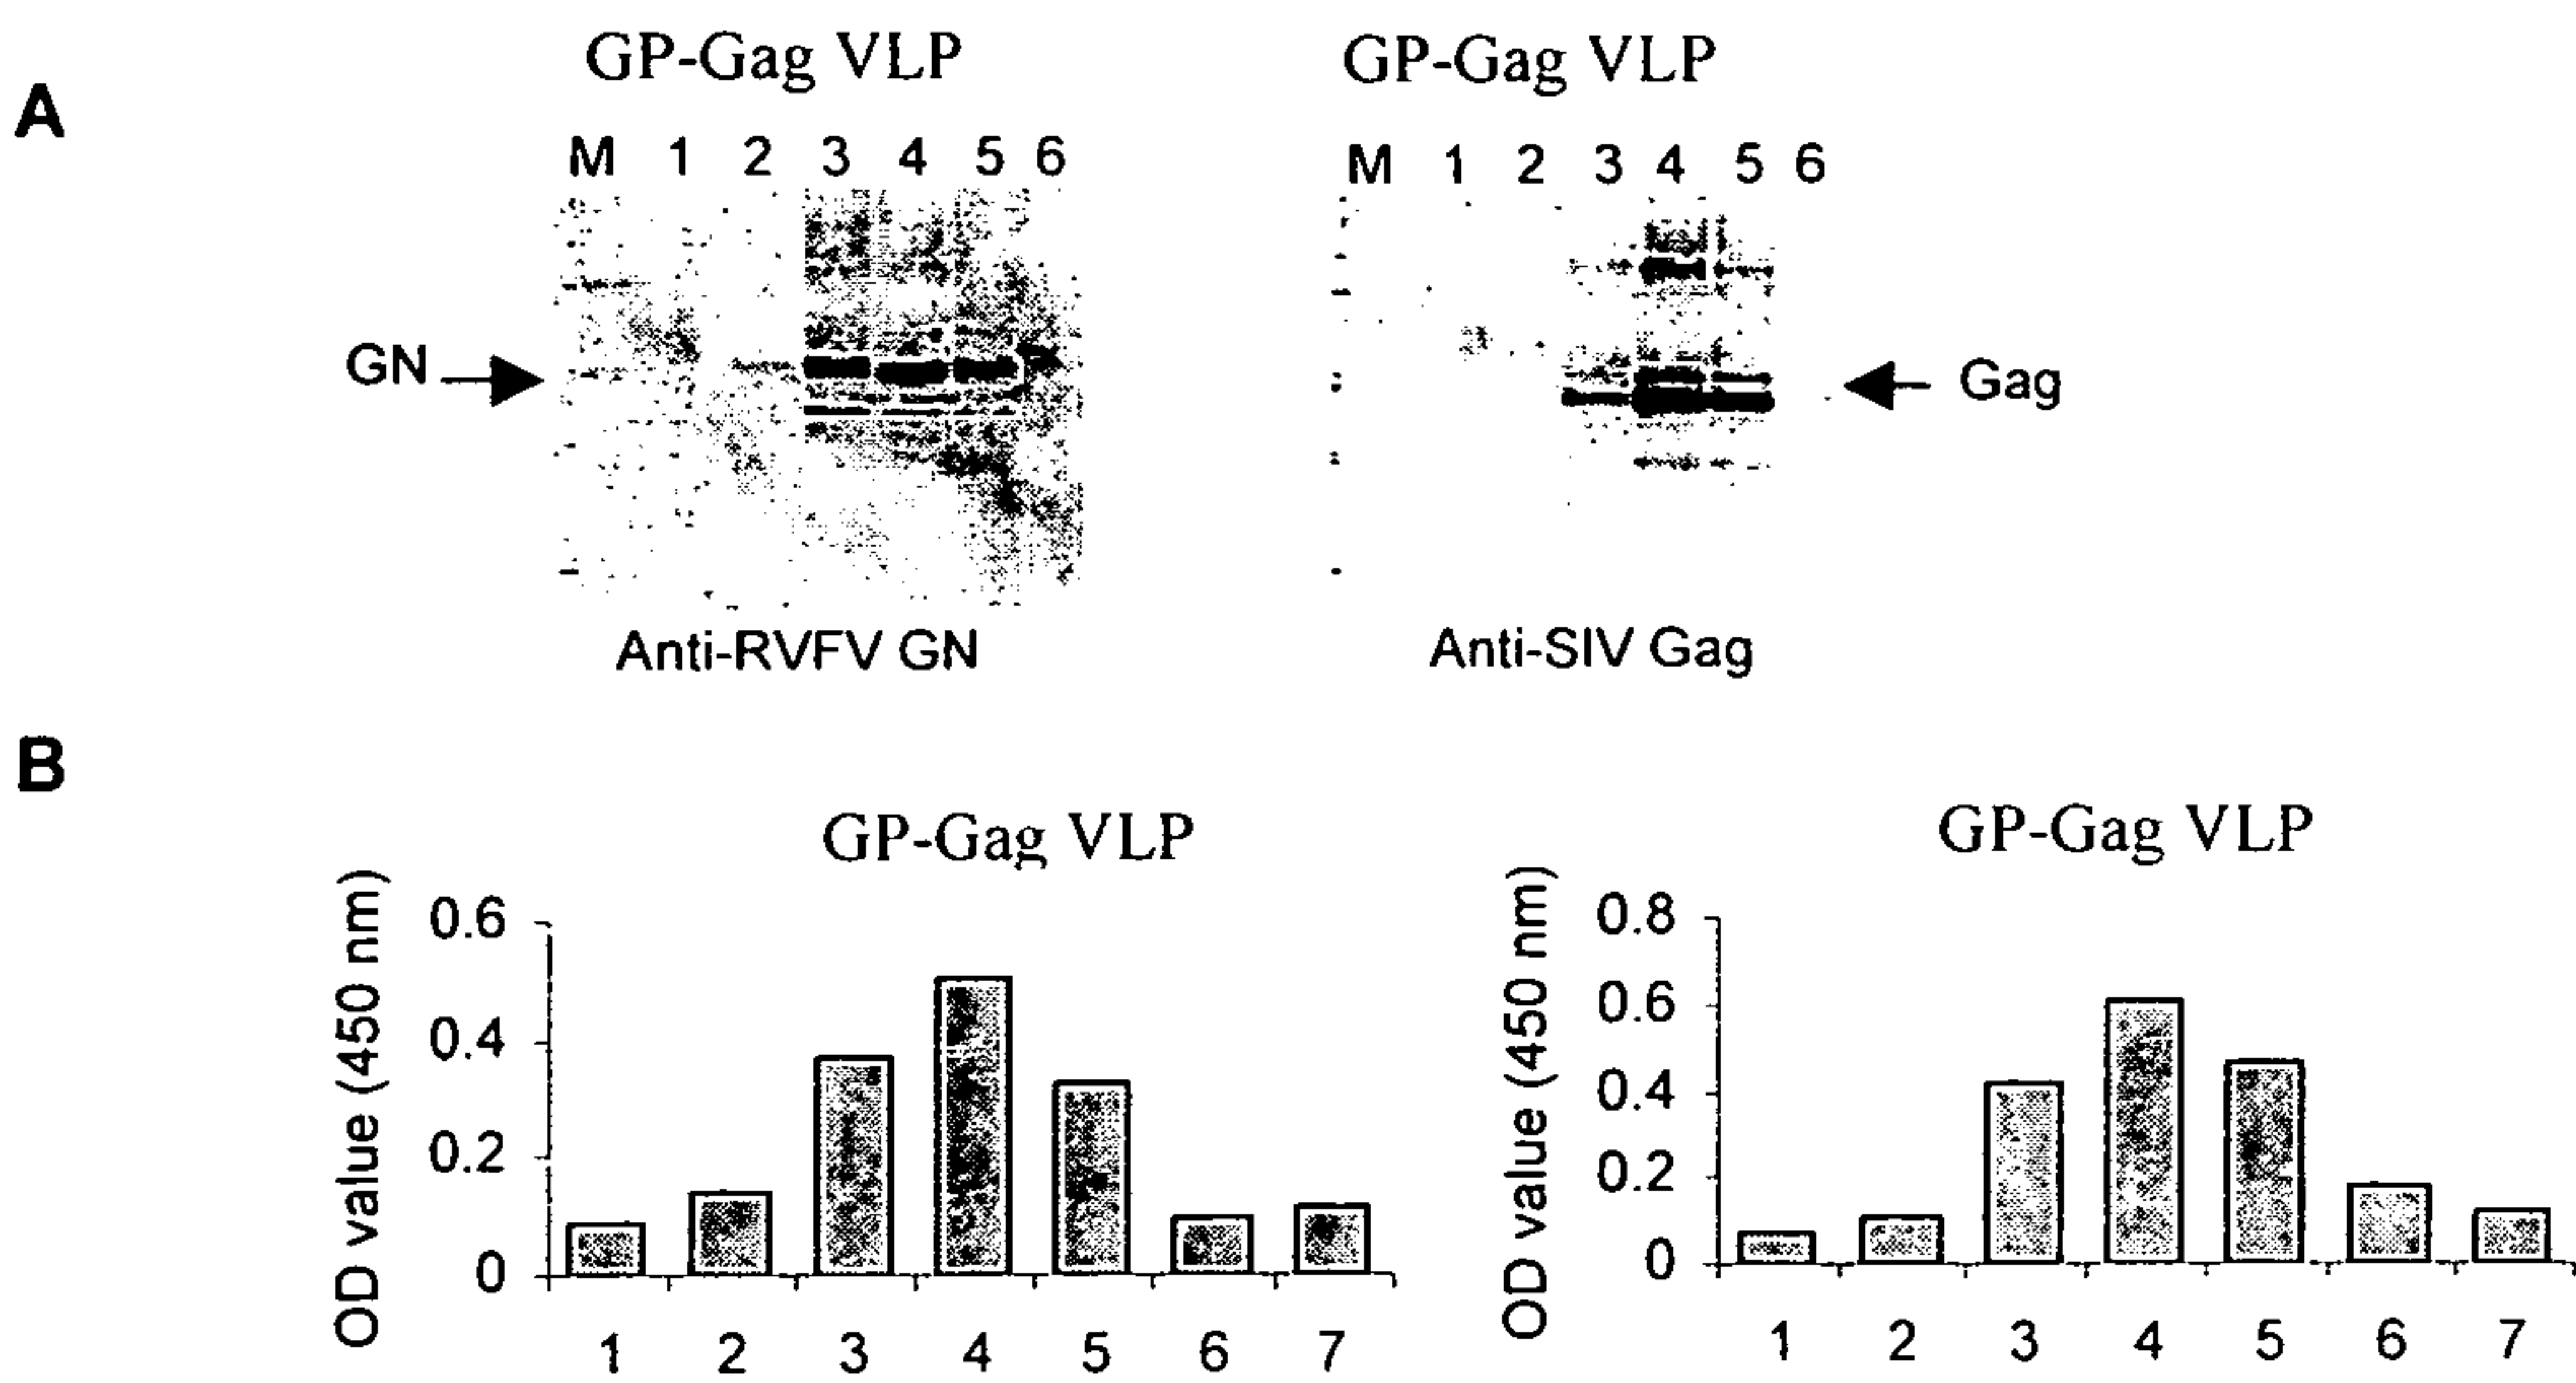 A
GP-Gag VLP
M 1 2 3 4 5 6
GN
Anti-RVFV GN
GP-Gag VLP
M 1 2 3 4 5 6
Gag
Anti-SIV Gag
B
GP-Gag VLP
OD value (450 nm)
0.6
0.4
0.2
0
1 2 3 4 5 6 7
GP-Gag VLP
OD value (450 nm)
0.8
0.6
0.4
0.2
0
1 2 3 4 5 6 7